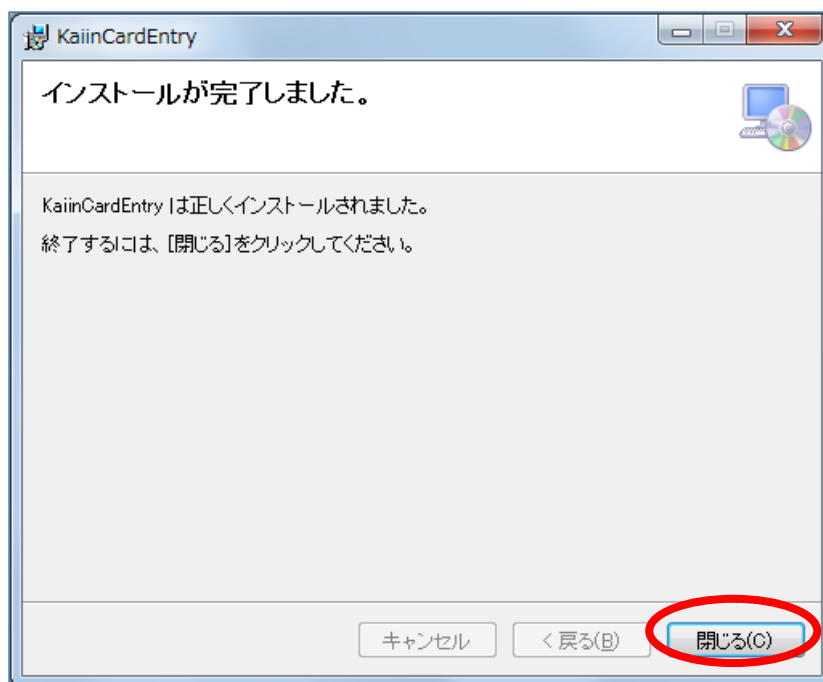 KaiinCardEntry
インストールが完了しました。
KaiinCardEntry は正しくインストールされました。
終了するには、[閉じる]をクリックしてください。
キャンセル
< 戻る(B)
閉じる(C)